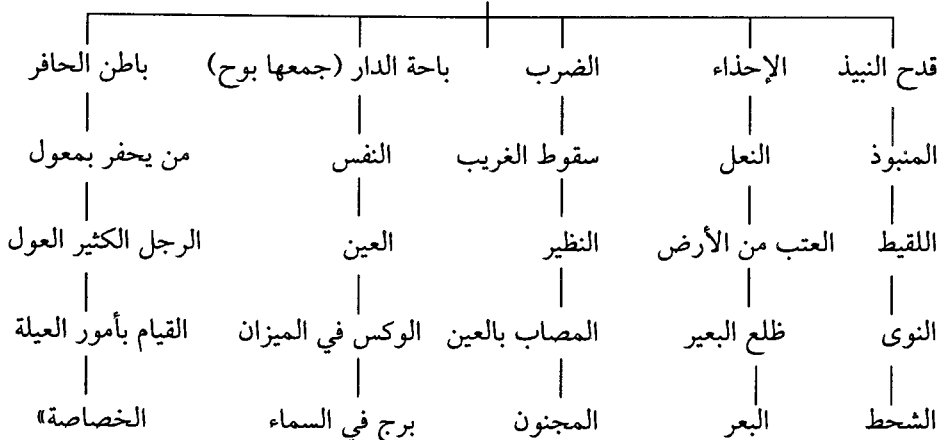 قدح النبيذ الإحذاء الضرب باحة الدار (جمعها بوح) باطن الحافر
المنبوذ النعل سقوط الغريب النفس من يحفر بمعول
اللقيط العتب من الأرض النظير العين الرجل الكثير العول
النوى ظلع البعير المصاب بالعين الوكس في الميزان القيام بأمور العيلة
الشحط البعر المجنون برج في السماء الخصاصة»